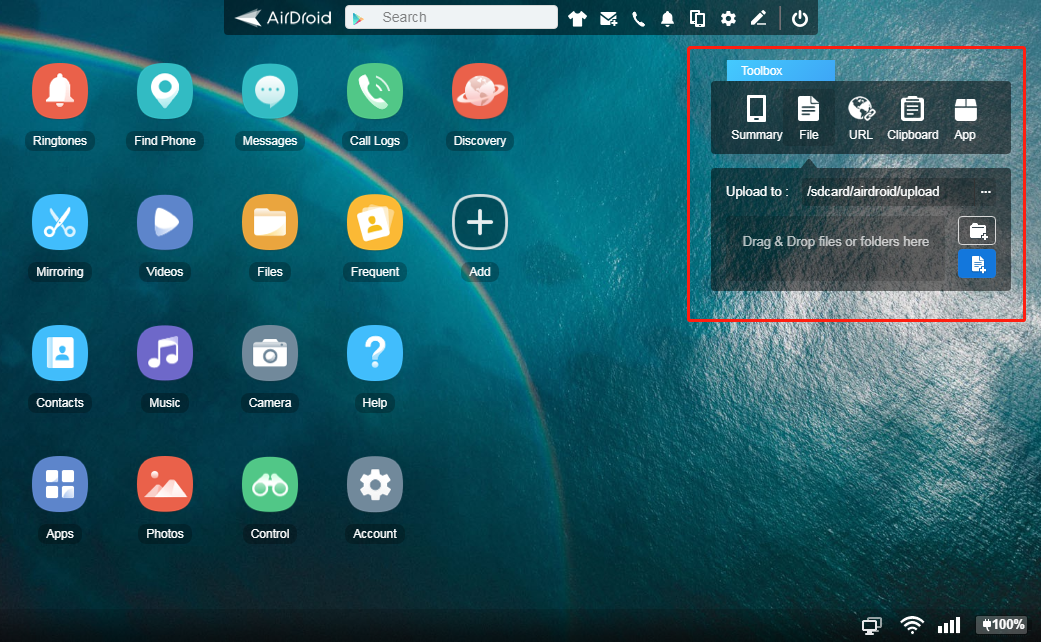 AirDroid
Search
Toolbox
Summary File URL Clipboard App
Upload to : /sdcard/airdroid/upload ...
Drag & Drop files or folders here
Ringtones Find Phone Messages Call Logs Discovery
Mirroring Videos Files Frequent Add
Contacts Music Camera Help
Apps Photos Control Account
100%